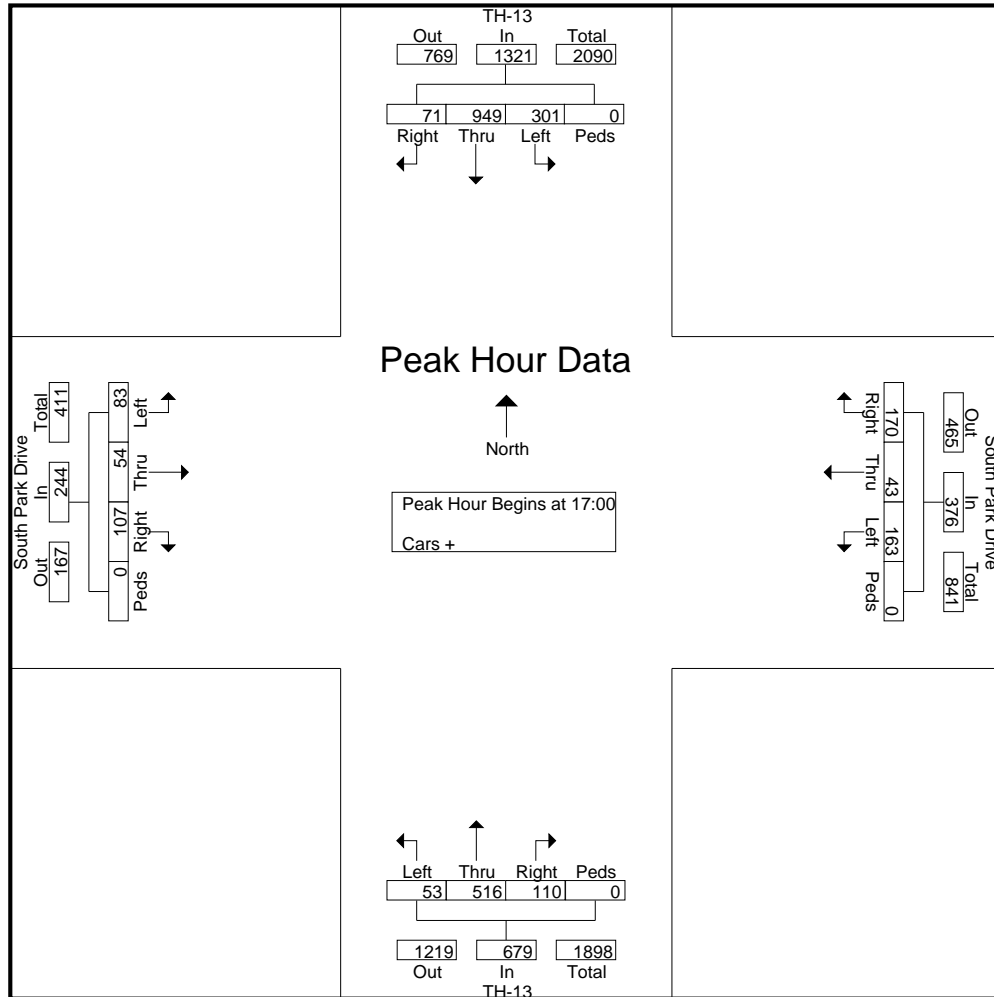 TH-13
Out In Total
769 1321 2090
71 949 301 0
Right Thru Left Peds
Peak Hour Data
North
Peak Hour Begins at 17:00
Cars +
South Park Drive
Total In Out
411 244 167
83 54 107 0
Left Thru Right Peds
South Park Drive
Out In Total
465 376 841
170 43 163 0
Right Thru Left Peds
Left Thru Right Peds
53 516 110 0
1219 679 1898
Out In Total
TH-13